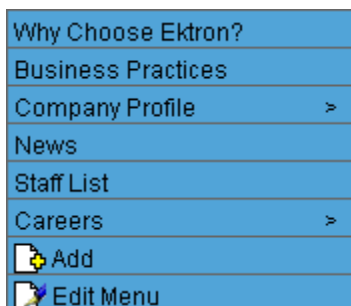 Why Choose Ektron?
Business Practices
Company Profile >
News
Staff List
Careers >
Add
Edit Menu